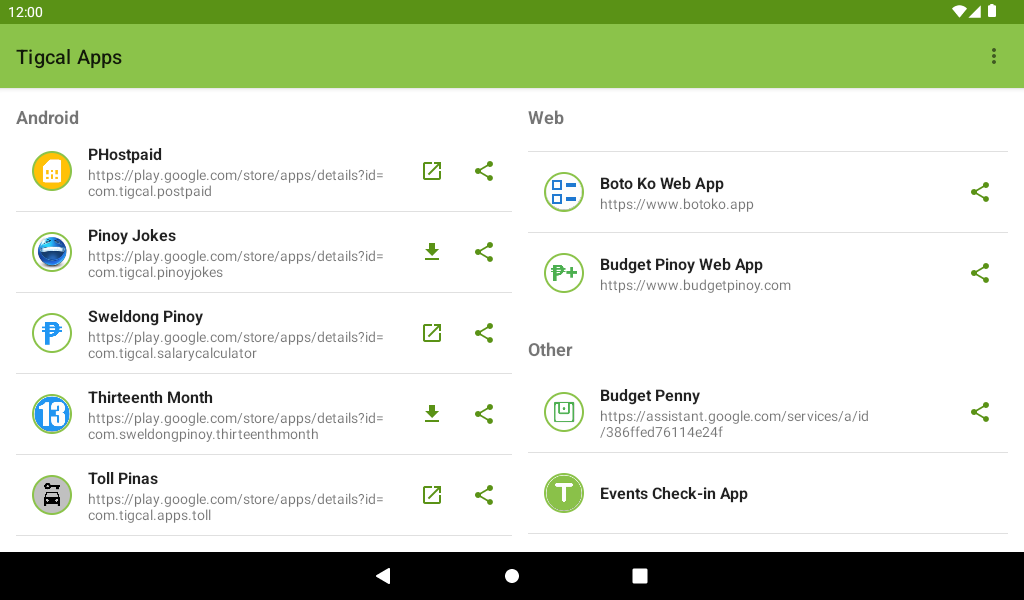 12:00
Tigcal Apps
Android
PHostpaid
https://play.google.com/store/apps/details?id=
com.tigcal.postpaid
Pinoy Jokes
https://play.google.com/store/apps/details?id=
com.tigcal.pinoyjokes
₱
Sweldong Pinoy
https://play.google.com/store/apps/details?id=
com.tigcal.salarycalculator
13
Thirteenth Month
https://play.google.com/store/apps/details?id=
com.sweldongpinoy.thirteenthmonth
Toll Pinas
https://play.google.com/store/apps/details?id=
com.tigcal.apps.toll
Web
Boto Ko Web App
https://www.botoko.app
₱+
Budget Pinoy Web App
https://www.budgetpinoy.com
Other
Budget Penny
https://assistant.google.com/services/a/id
/386ffed76114e24f
T
Events Check-in App